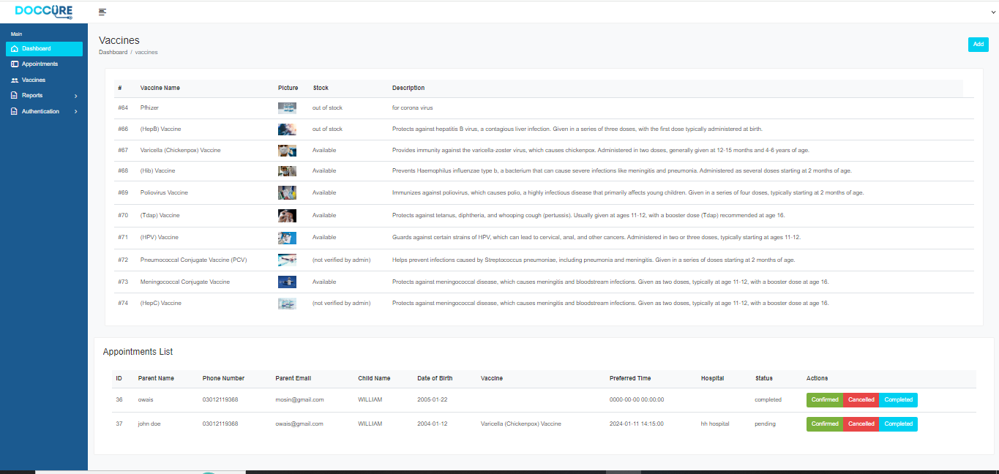 DOCCURE
Main
Dashboard
Appointments
Vaccines
Reports
Authentication
Vaccines
Dashboard / vaccines
Add
# Vaccine Name Picture Stock Description
#64 Pfhizer out of stock for corona virus
#66 (HepB) Vaccine out of stock Protects against hepatitis B virus, a contagious liver infection. Given in a series of three doses, with the first dose typically administered at birth.
#67 Varicella (Chickenpox) Vaccine Available Provides immunity against the varicella-zoster virus, which causes chickenpox. Administered in two doses, generally given at 12-15 months and 4-6 years of age.
#68 (Hib) Vaccine Available Prevents Haemophilus influenzae type b, a bacterium that can cause severe infections like meningitis and pneumonia. Administered as several doses starting at 2 months of age.
#69 Poliovirus Vaccine Available Immunizes against poliovirus, which causes polio, a highly infectious disease that primarily affects young children. Given in a series of four doses, typically starting at 2 months of age.
#70 (Tdap) Vaccine Available Protects against tetanus, diphtheria, and whooping cough (pertussis). Usually given at ages 11-12, with a booster dose (Tdap) recommended at age 16.
#71 (HPV) Vaccine Available Guards against certain strains of HPV, which can lead to cervical, anal, and other cancers. Administered in two or three doses, typically starting at ages 11-12.
#72 Pneumococcal Conjugate Vaccine (PCV) (not verified by admin) Helps prevent infections caused by Streptococcus pneumoniae, including pneumonia and meningitis. Given in a series of doses starting at 2 months of age.
#73 Meningococcal Conjugate Vaccine Available Protects against meningococcal disease, which causes meningitis and bloodstream infections. Given as two doses, typically at age 11-12, with a booster dose at age 16.
#74 (HepC) Vaccine (not verified by admin) Protects against meningococcal disease, which causes meningitis and bloodstream infections. Given as two doses, typically at age 11-12, with a booster dose at age 16.
Appointments List
ID Parent Name Phone Number Parent Email Child Name Date of Birth Vaccine Preferred Time Hospital Status Actions
36 owais 03012119368 mosin@gmail.com WILLIAM 2005-01-22 0000-00-00 00:00:00 completed Confirmed Cancelled Completed
37 john doe 03012119368 owais@gmail.com WILLIAM 2004-01-12 Varicella (Chickenpox) Vaccine 2024-01-11 14:15:00 hh hospital pending Confirmed Cancelled Completed